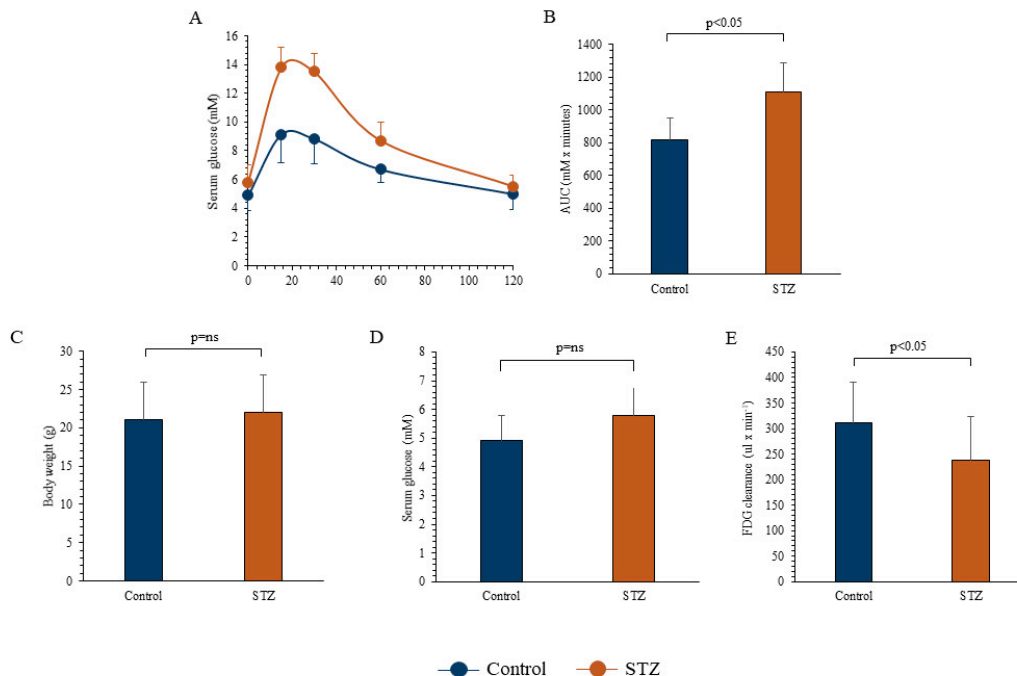 A
Serum glucose (mM)
16
14
12
10
8
6
4
2
0
0 20 40 60 80 100 120
B
p<0.05
AUC (mM x minutes)
1400
1200
1000
800
600
400
200
0
Control STZ
C
p=ns
Body weight (g)
30
25
20
15
10
5
0
Control STZ
D
p=ns
Serum glucose (mM)
8
7
6
5
4
3
2
1
0
Control STZ
E
p<0.05
FDG clearance (ul x min⁻¹)
450
400
350
300
250
200
150
100
50
0
Control STZ
Control STZ